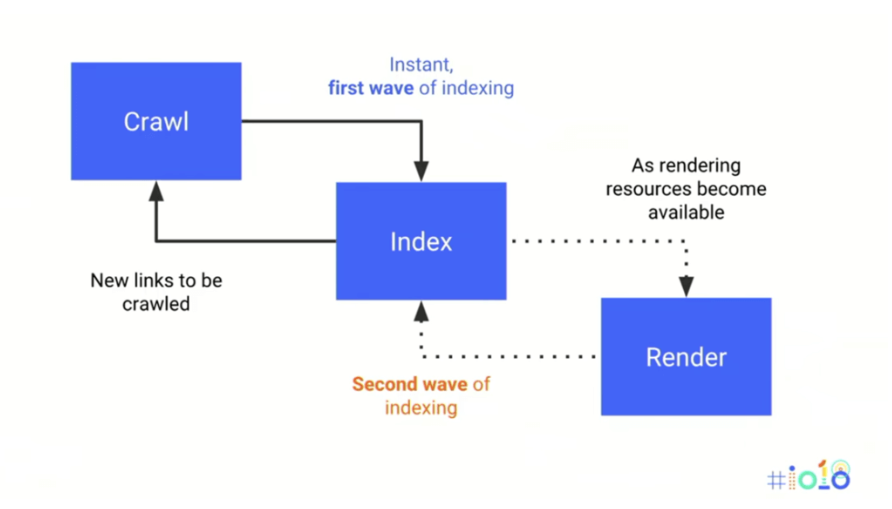 Crawl
Instant,
first wave of indexing
As rendering
resources become
available
Index
New links to be
crawled
Render
Second wave of
indexing
#io18